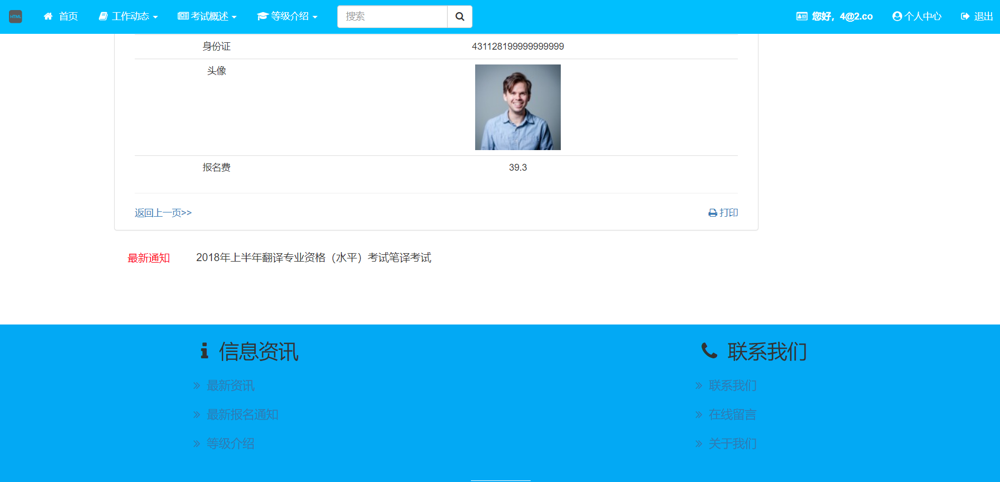 HTML 首页 工作动态 考试概述 等级介绍 搜索 您好，4@2.co 个人中心 退出
身份证 431128199999999999
头像
报名费 39.3
返回上一页>> 打印
最新通知 2018年上半年翻译专业资格（水平）考试笔译考试
信息资讯 联系我们
最新资讯 联系我们
最新报名通知 在线留言
等级介绍 关于我们